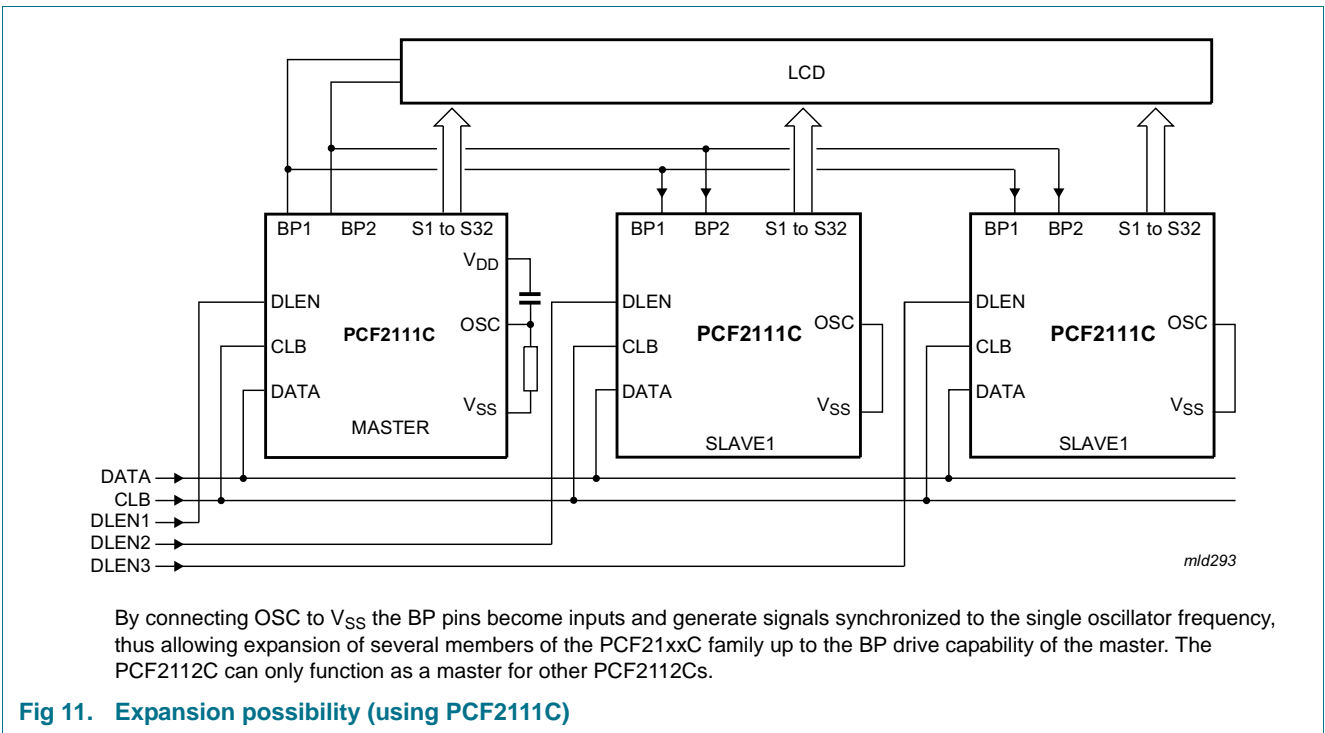 LCD
BP1 BP2 S1 to S32
BP1 BP2 S1 to S32
BP1 BP2 S1 to S32
VDD
DLEN
OSC
CLB
PCF2111C
DATA
VSS
MASTER
DLEN
OSC
CLB
PCF2111C
DATA
VSS
SLAVE1
DLEN
OSC
CLB
PCF2111C
DATA
VSS
SLAVE1
DATA
CLB
DLEN1
DLEN2
DLEN3
mld293
By connecting OSC to VSS the BP pins become inputs and generate signals synchronized to the single oscillator frequency,
thus allowing expansion of several members of the PCF21xxC family up to the BP drive capability of the master. The
PCF2112C can only function as a master for other PCF2112Cs.
Fig 11. Expansion possibility (using PCF2111C)